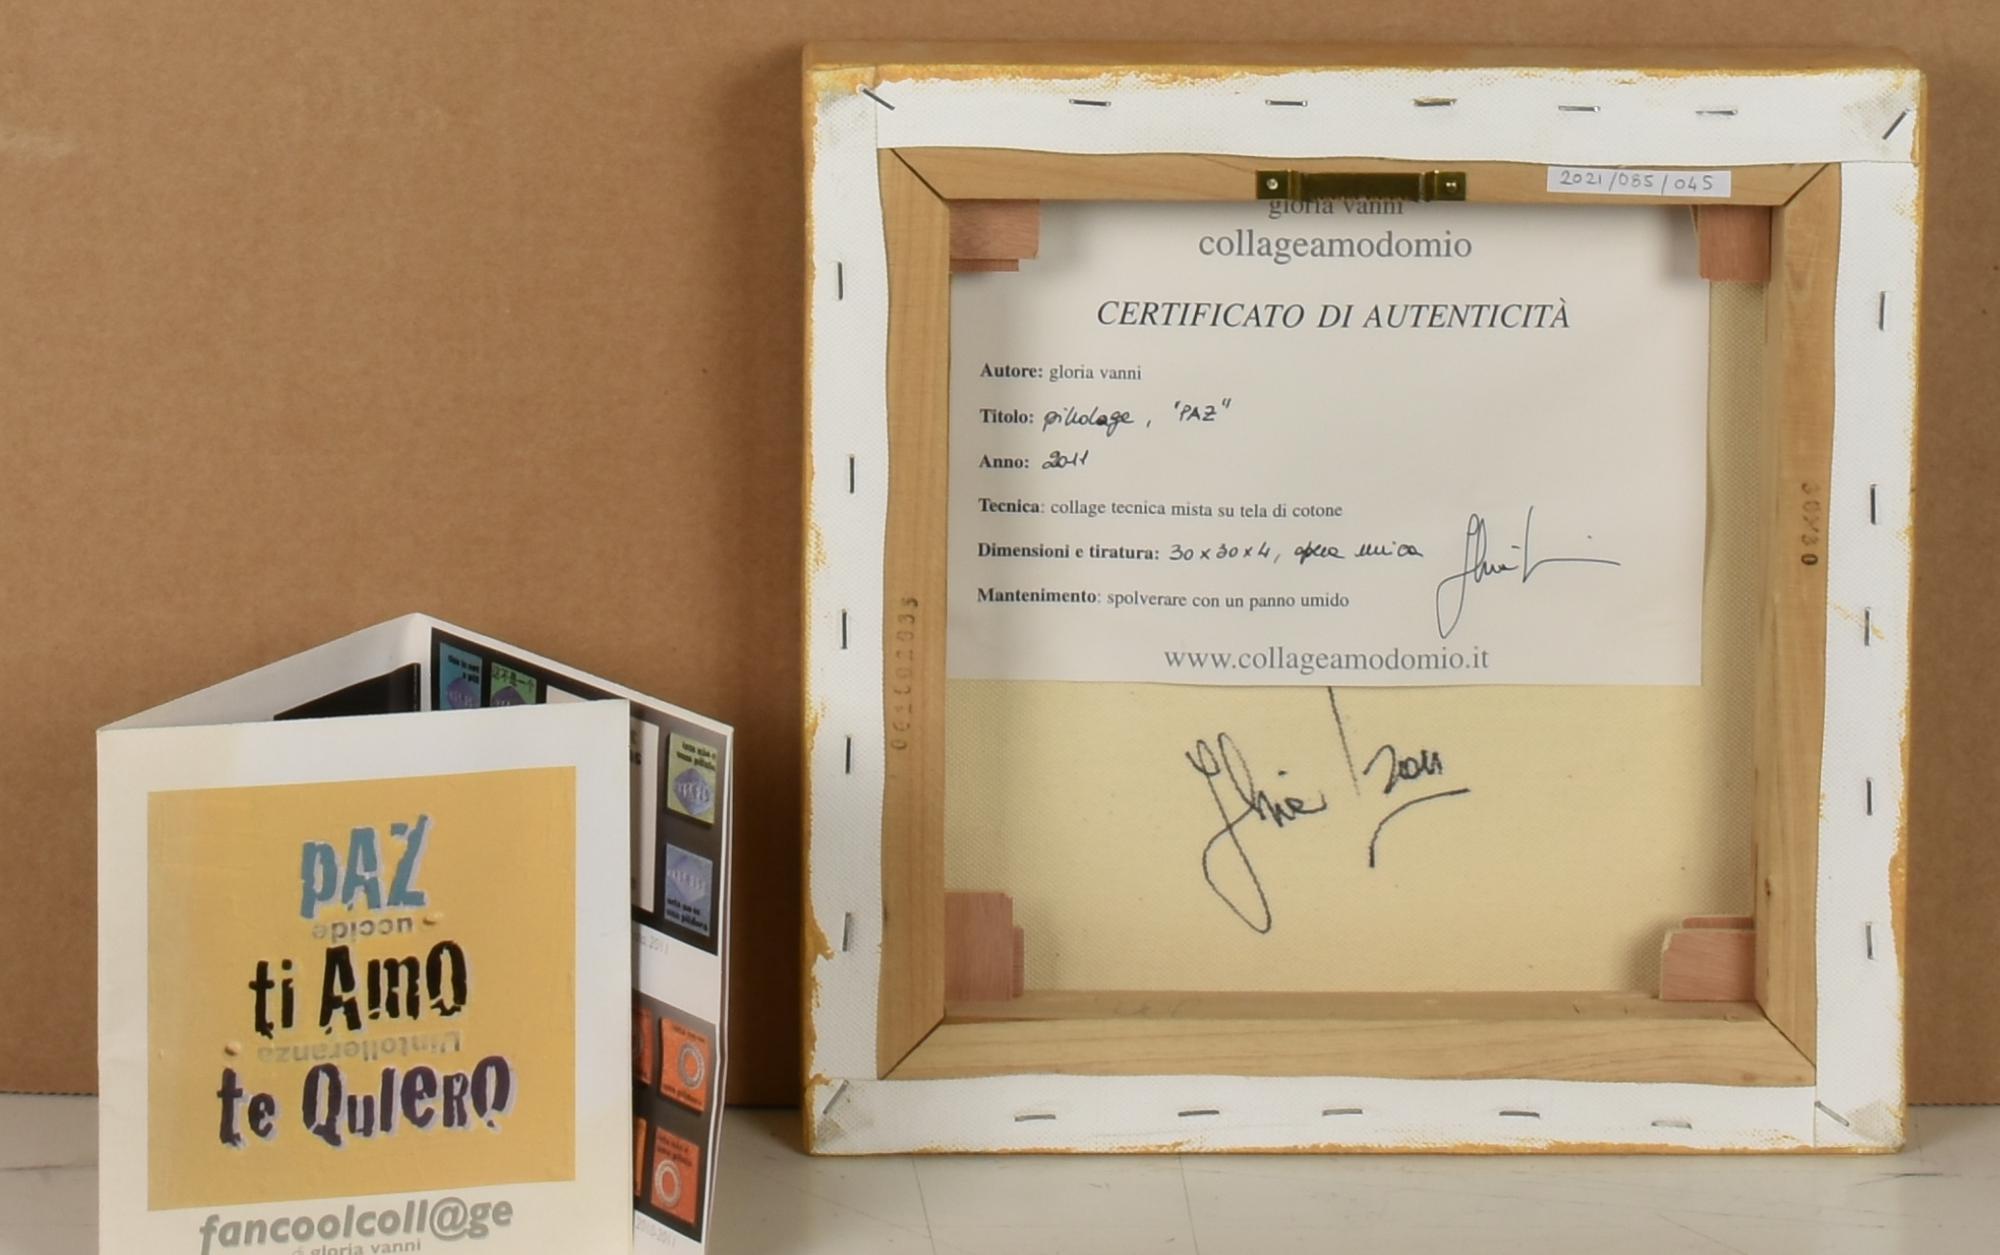 2021/085/045
gloria vanni
collageamodomio
CERTIFICATO DI AUTENTICITÀ
Autore: gloria vanni
Titolo: pillolage, "PAZ"
Anno: 2011
Tecnica: collage tecnica mista su tela di cotone
Dimensioni e tiratura: 30 x 30 x 4, opera unica
Mantenimento: spolverare con un panno umido
www.collageamodomio.it
2011
30X30
pAZ
uccide
ti AmO
L'intolleranza
te QuIeRO
fancoolcoll@ge
di gloria vanni